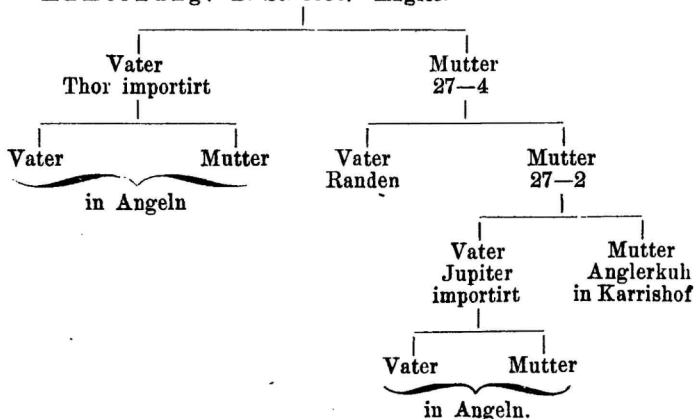 Vater Mutter
Thor importirt 27—4
Vater Mutter Vater Mutter
Randen 27—2
in Angeln
Vater Mutter
Jupiter Anglerkuh
importirt in Karrishof
Vater Mutter
in Angeln.